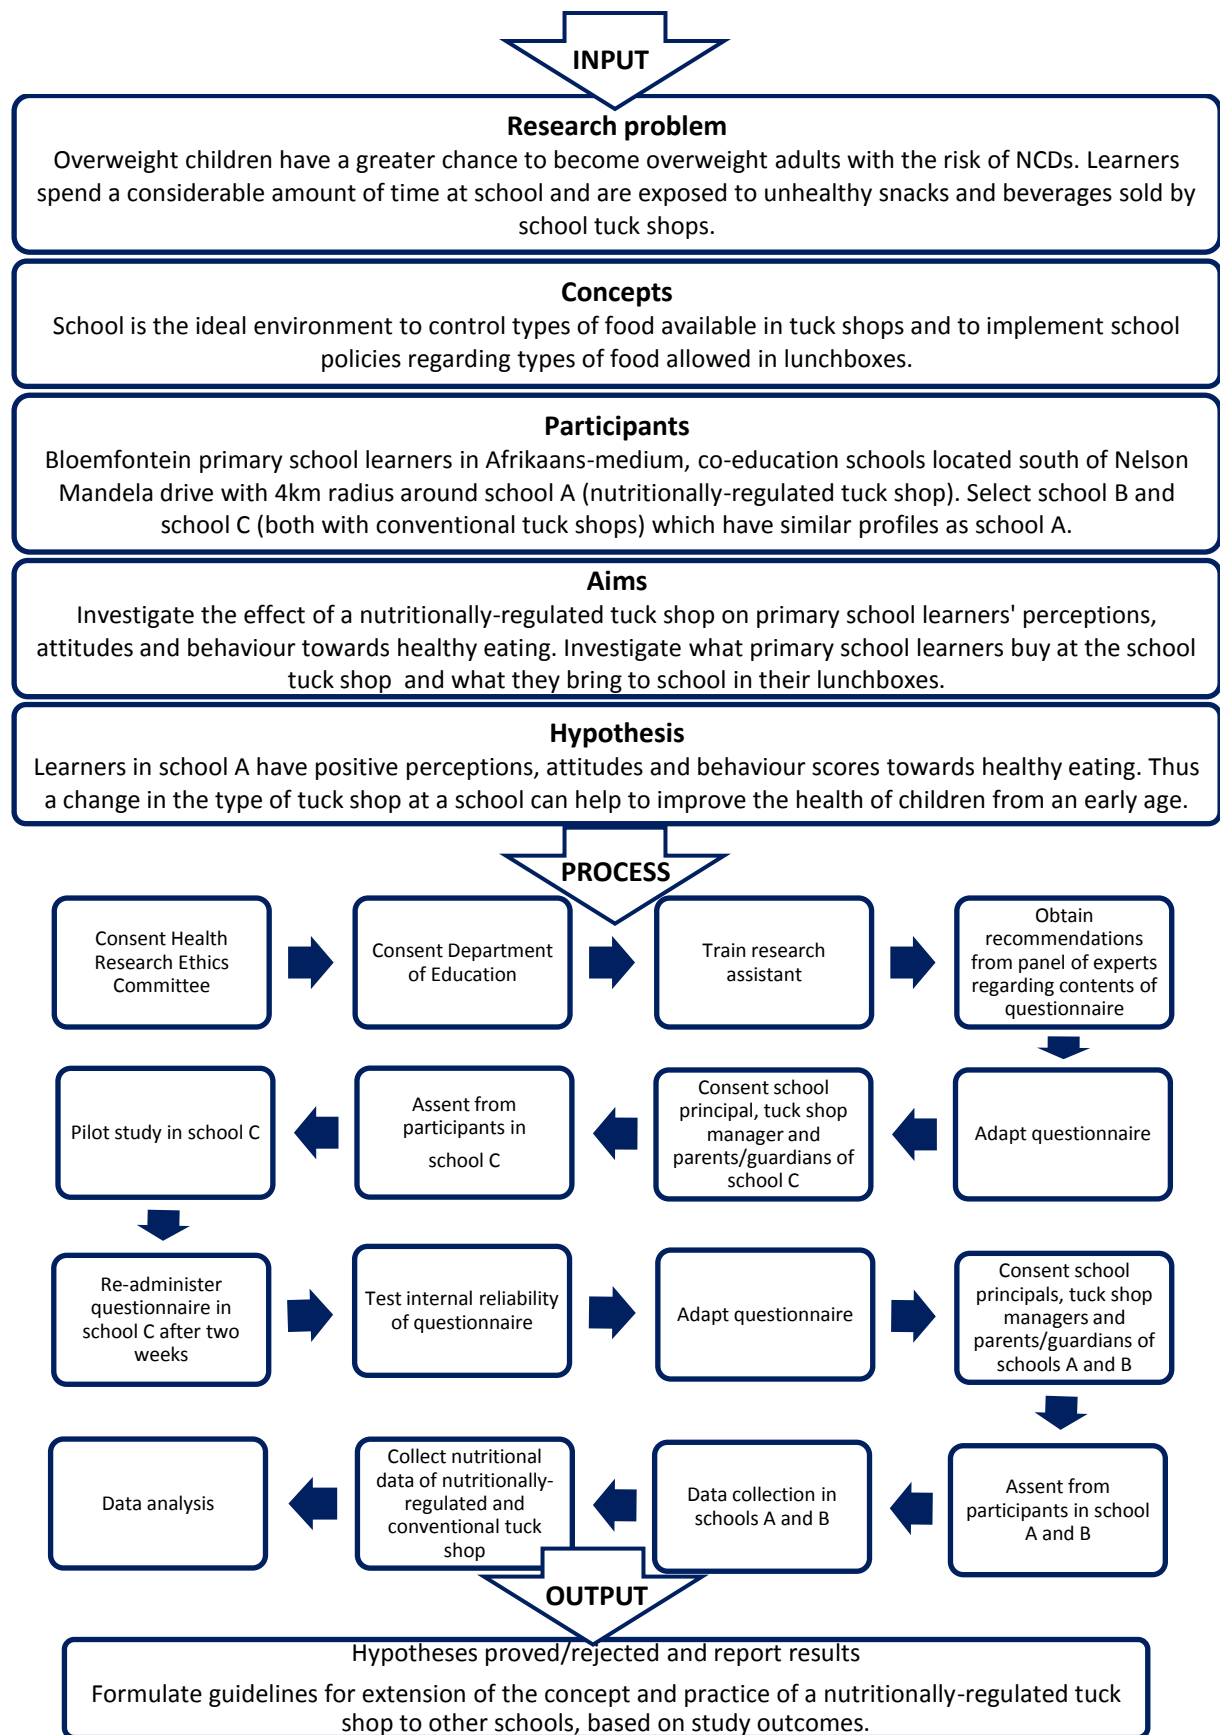 INPUT
Research problem
Overweight children have a greater chance to become overweight adults with the risk of NCDs. Learners
spend a considerable amount of time at school and are exposed to unhealthy snacks and beverages sold by
school tuck shops.
Concepts
School is the ideal environment to control types of food available in tuck shops and to implement school
policies regarding types of food allowed in lunchboxes.
Participants
Bloemfontein primary school learners in Afrikaans-medium, co-education schools located south of Nelson
Mandela drive with 4km radius around school A (nutritionally-regulated tuck shop). Select school B and
school C (both with conventional tuck shops) which have similar profiles as school A.
Aims
Investigate the effect of a nutritionally-regulated tuck shop on primary school learners' perceptions,
attitudes and behaviour towards healthy eating. Investigate what primary school learners buy at the school
tuck shop and what they bring to school in their lunchboxes.
Hypothesis
Learners in school A have positive perceptions, attitudes and behaviour scores towards healthy eating. Thus
a change in the type of tuck shop at a school can help to improve the health of children from an early age.
PROCESS
Consent Health
Research Ethics
Committee
Consent Department
of Education
Train research
assistant
Obtain
recommendations
from panel of experts
regarding contents of
questionnaire
Adapt questionnaire
Consent school
principal, tuck shop
manager and
parents/guardians of
school C
Assent from
participants in
school C
Pilot study in school C
Re-administer
questionnaire in
school C after two
weeks
Test internal reliability
of questionnaire
Adapt questionnaire
Consent school
principals, tuck shop
managers and
parents/guardians of
schools A and B
Assent from
participants in school
A and B
Data collection in
schools A and B
Collect nutritional
data of nutritionally-
regulated and
conventional tuck
shop
Data analysis
OUTPUT
Hypotheses proved/rejected and report results
Formulate guidelines for extension of the concept and practice of a nutritionally-regulated tuck
shop to other schools, based on study outcomes.